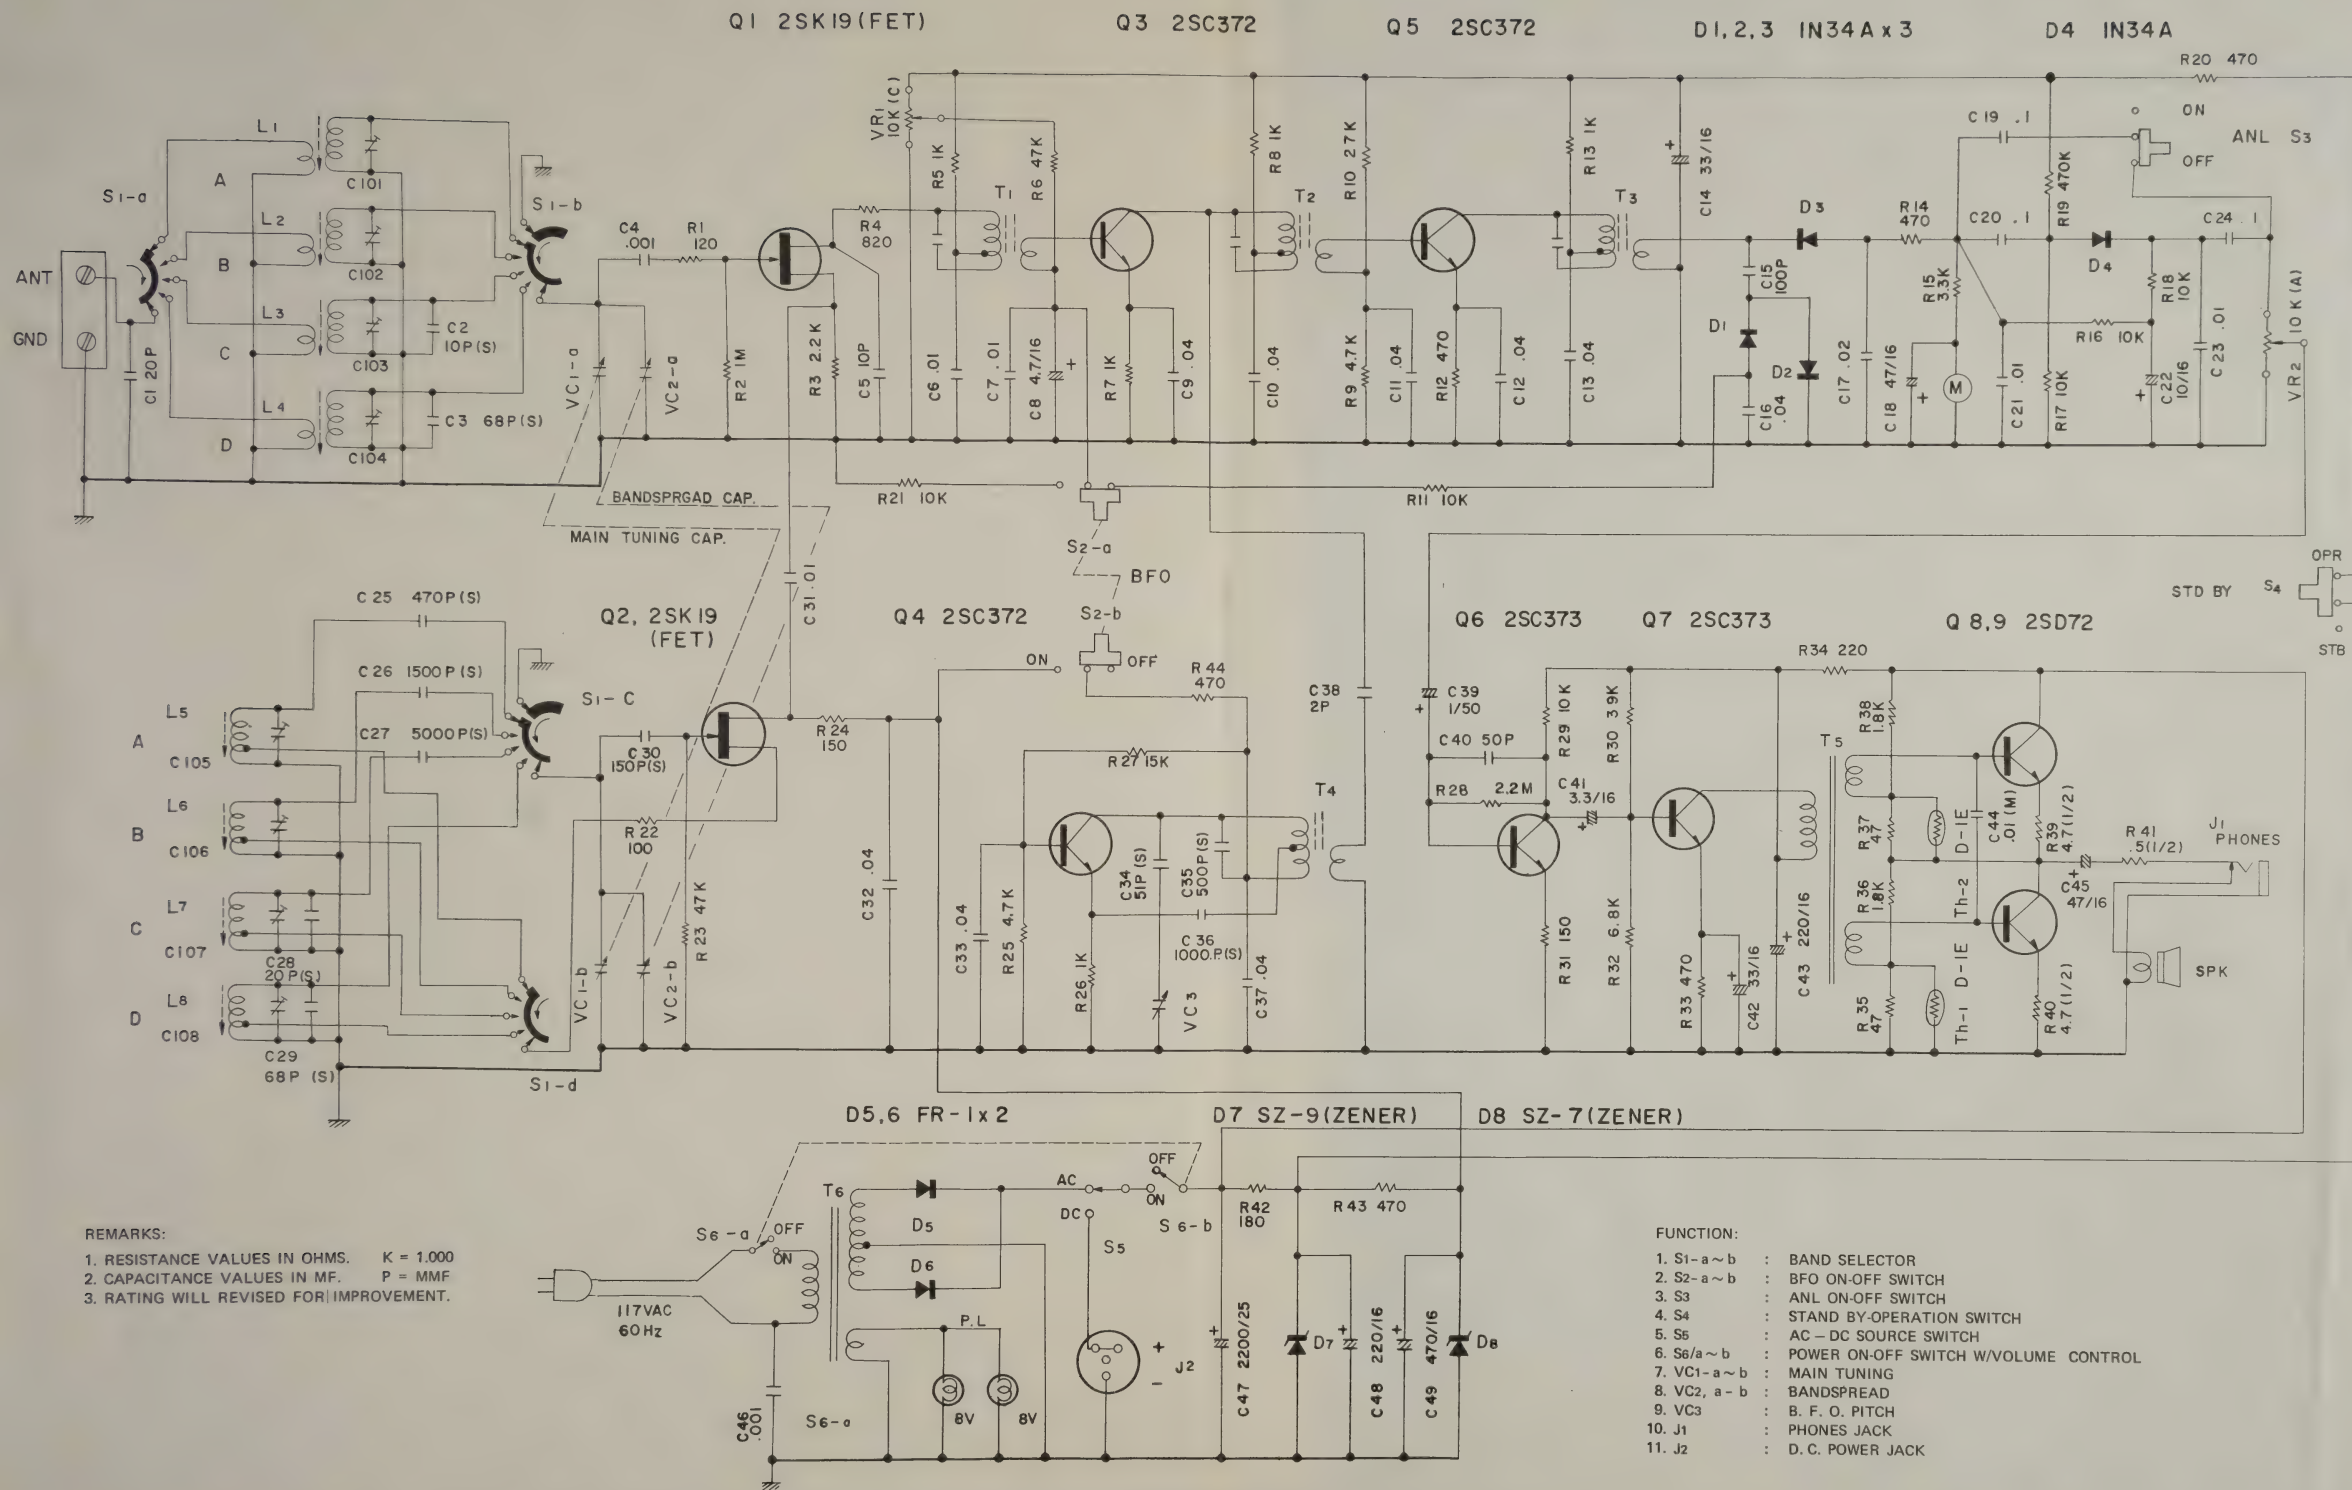 Q1 2SK19(FET)
Q3 2SC372
Q5 2SC372
D1,2,3 IN34A x 3
D4 IN34A
R20 470
VR1
10K (C)
R5 1K
R6 47K
T1
R8 1K
T2
R10 27K
R13 1K
T3
C14 33/16
+
C19 .1
ON
OFF
ANL S3
R19 470K
L1
A
C101
L2
B
C102
L3
C
C103
L4
D
C104
S1-a
S1-b
ANT
GND
C1 20P
C2
10P(S)
C3 68P(S)
C4
.001
R1
120
R4
820
VC1-a
VC2-a
R2 1M
R3 2.2K
C5 10P
C6 .01
C7 .01
C8 4.7/16
+
R7 1K
C9 .04
C10 .04
R9 4.7K
C11 .04
R12 470
C12 .04
C13 .04
D3
R14
470
C20 .1
C24 .1
D4
C15
100P
D1
D2
C16
.04
R15
3.3K
C17 .02
C18 47/16
+
M
C21 .01
R16 10K
R17 10K
R18
10K
C22
10/16
+
C23 .01
VR2
10K(A)
BANDSPRGAD CAP.
MAIN TUNING CAP.
R21 10K
R11 10K
S2-a
BFO
S2-b
ON
OFF
C31 .01
OPR
STD BY S4
STB
C25 470P(S)
C26 1500P(S)
C27 5000P(S)
Q2, 2SK19
(FET)
Q4 2SC372
Q6 2SC373
Q7 2SC373
Q8,9 2SD72
S1-C
L5
A
C105
L6
B
C106
L7
C
C107
C28
20P(S)
L8
D
C108
C29
68P (S)
S1-d
C30
150P(S)
R24
150
R22
100
VC1-b
VC2-b
R23 47K
C32 .04
R44
470
R27 15K
C38
2P
T4
C33 .04
R25 4.7K
C34
51P(S)
C35
500P(S)
C36
1000.P(S)
R26 1K
VC3
C37 .04
C39
1/50
+
C40 50P
R28 2.2M
R29 10K
C41
3.3/16
+
R30 39K
R31 150
R32 6.8K
R33 470
C42 33/16
+
C43 220/16
+
R34 220
T5
R38
1.8K
R37
47
R36
1.8K
R35
47
Th-2 D-1E
Th-1 D-1E
C44
.01(M)
R39
4.7(1/2)
R40
4.7(1/2)
C45
47/16
+
R41
.5(1/2)
J1
PHONES
SPK
D5,6 FR-1x2
D7 SZ-9(ZENER)
D8 SZ-7(ZENER)
S6-a
OFF
ON
117VAC
60Hz
C46
.001
S6-a
T6
D5
D6
P.L
8V
8V
AC
DC
S5
OFF
ON
S6-b
+
-
J2
R42
180
R43 470
C47 2200/25
+
D7
C48 220/16
+
C49 470/16
+
D8
REMARKS:
1. RESISTANCE VALUES IN OHMS. K = 1.000
2. CAPACITANCE VALUES IN MF. P = MMF
3. RATING WILL REVISED FOR IMPROVEMENT.
FUNCTION:
1. S1-a~b : BAND SELECTOR
2. S2-a~b : BFO ON-OFF SWITCH
3. S3 : ANL ON-OFF SWITCH
4. S4 : STAND BY-OPERATION SWITCH
5. S5 : AC-DC SOURCE SWITCH
6. S6/a~b : POWER ON-OFF SWITCH W/VOLUME CONTROL
7. VC1-a~b : MAIN TUNING
8. VC2, a-b : BANDSPREAD
9. VC3 : B. F. O. PITCH
10. J1 : PHONES JACK
11. J2 : D. C. POWER JACK